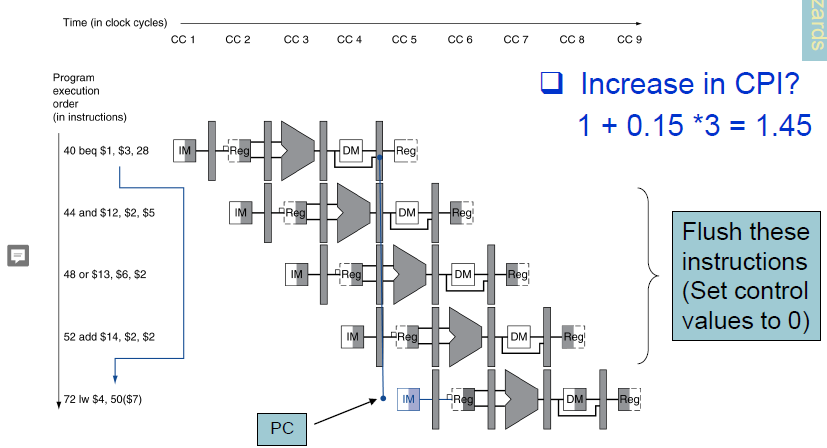 zards
Time (in clock cycles)
CC 1 CC 2 CC 3 CC 4 CC 5 CC 6 CC 7 CC 8 CC 9
Program
execution
order
(in instructions)
❑ Increase in CPI?
1 + 0.15 *3 = 1.45
40 beq $1, $3, 28
IM Reg DM Reg
44 and $12, $2, $5
IM Reg DM Reg
48 or $13, $6, $2
IM Reg DM Reg
52 add $14, $2, $2
IM Reg DM Reg
72 lw $4, 50($7)
IM Reg DM Reg
Flush these
instructions
(Set control
values to 0)
PC